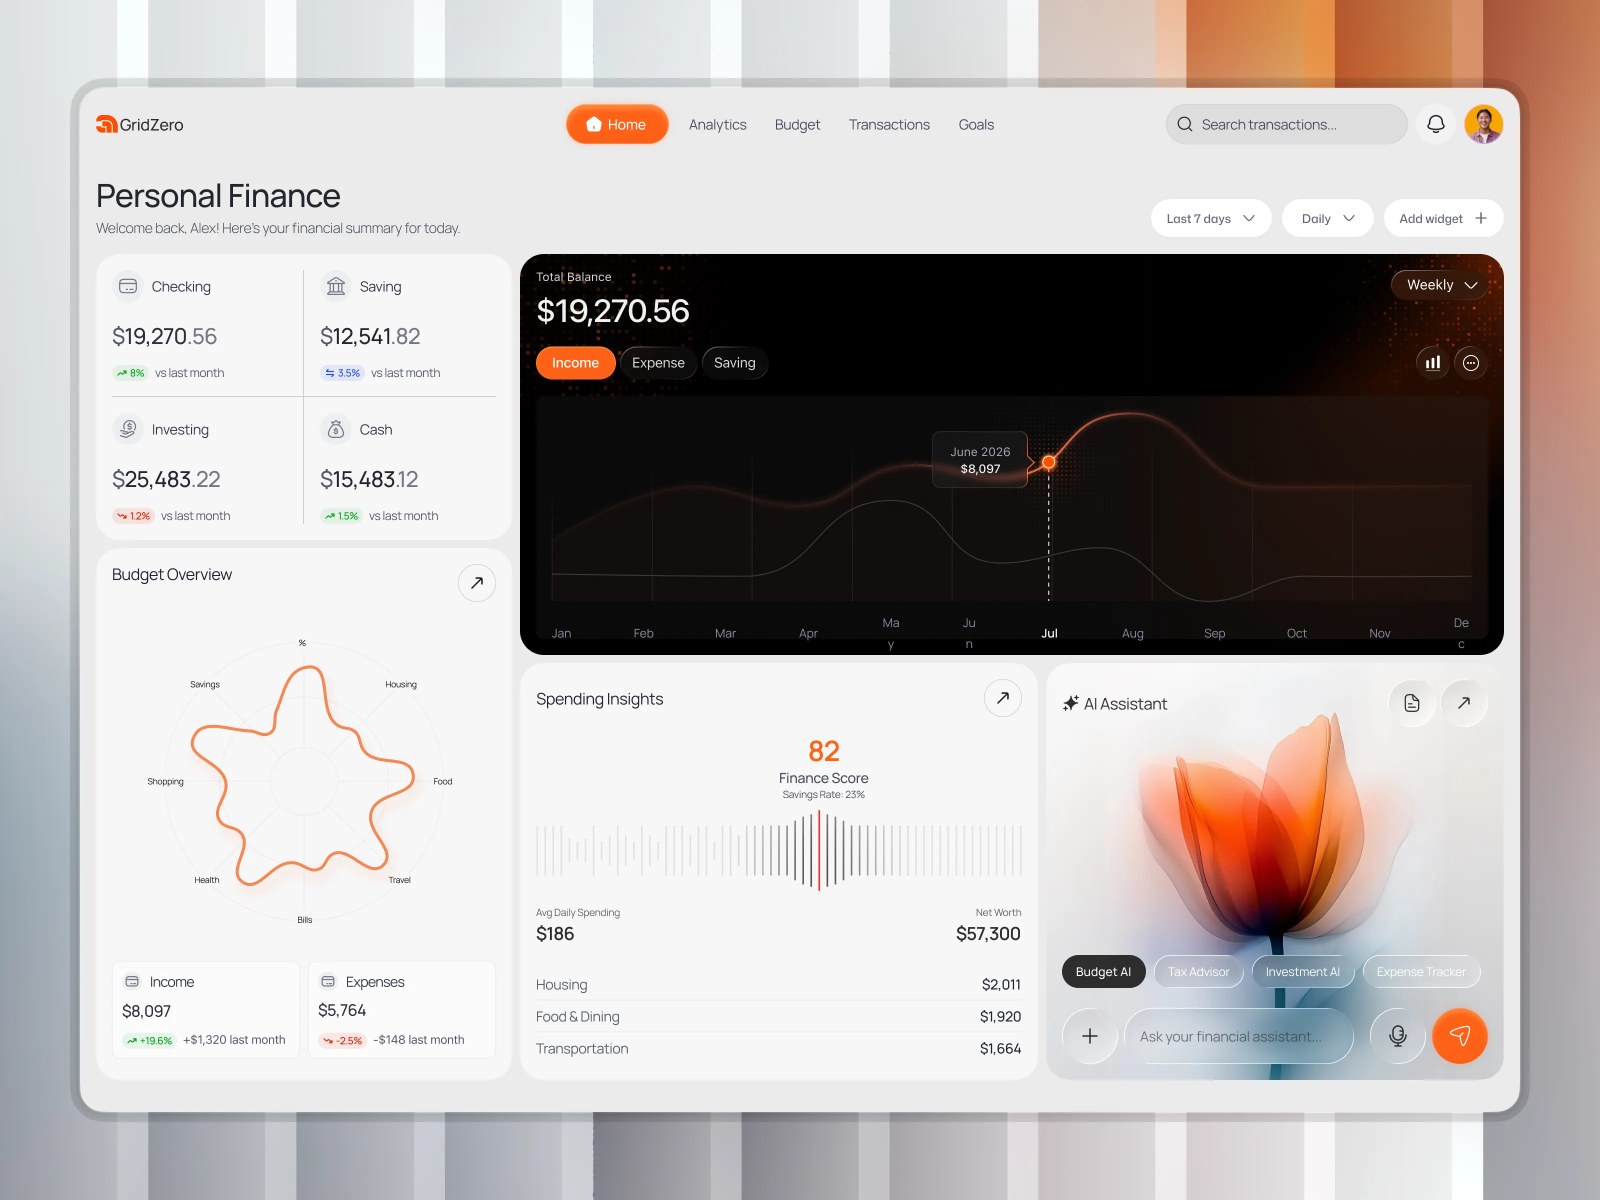 GridZero
Home
Analytics
Budget
Transactions
Goals
Search transactions...
Personal Finance
Welcome back, Alex! Here's your financial summary for today.
Last 7 days
Daily
Add widget
Checking
$19,270.56
8% vs last month
Saving
$12,541.82
3.5% vs last month
Investing
$25,483.22
1.2% vs last month
Cash
$15,483.12
1.5% vs last month
Total Balance
$19,270.56
Weekly
Income
Expense
Saving
June 2026
$8,097
Jan
Feb
Mar
Apr
Ma
y
Ju
n
Jul
Aug
Sep
Oct
Nov
De
c
Budget Overview
%
Housing
Food
Travel
Bills
Health
Shopping
Savings
Income
$8,097
+19.6% +$1,320 last month
Expenses
$5,764
-2.5% -$148 last month
Spending Insights
82
Finance Score
Savings Rate: 23%
Avg Daily Spending
$186
Net Worth
$57,300
Housing $2,011
Food & Dining $1,920
Transportation $1,664
AI Assistant
Budget AI
Tax Advisor
Investment AI
Expense Tracker
Ask your financial assistant...